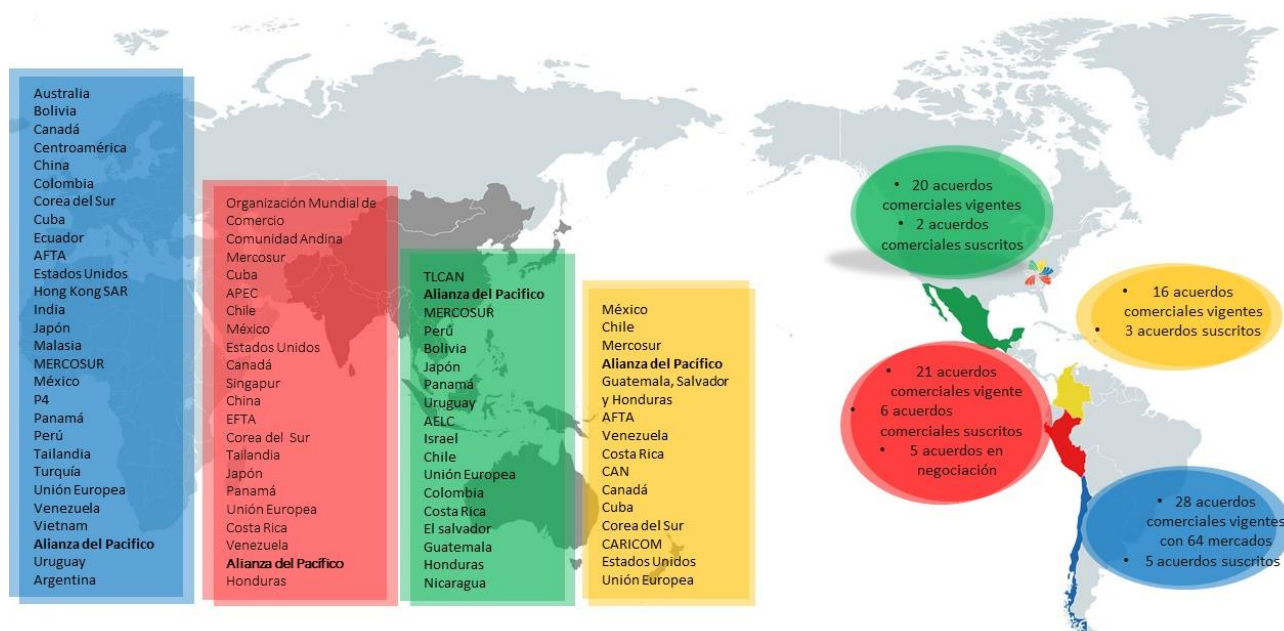 Australia
Bolivia
Canadá
Centroamérica
China
Colombia
Corea del Sur
Cuba
Ecuador
AFTA
Estados Unidos
Hong Kong SAR
India
Japón
Malasia
MERCOSUR
México
P4
Panamá
Perú
Tailandia
Turquía
Unión Europea
Venezuela
Vietnam
Alianza del Pacifico
Uruguay
Argentina
Organización Mundial de
Comercio
Comunidad Andina
Mercosur
Cuba
APEC
Chile
México
Estados Unidos
Canadá
Singapur
China
EFTA
Corea del Sur
Tailandia
Japón
Panamá
Unión Europea
Costa Rica
Venezuela
Alianza del Pacífico
Honduras
TLCAN
Alianza del Pacifico
MERCOSUR
Perú
Bolivia
Japón
Panamá
Uruguay
AELC
Israel
Chile
Unión Europea
Colombia
Costa Rica
El salvador
Guatemala
Honduras
Nicaragua
México
Chile
Mercosur
Alianza del Pacífico
Guatemala, Salvador
y Honduras
AFTA
Venezuela
Costa Rica
CAN
Canadá
Cuba
Corea del Sur
CARICOM
Estados Unidos
Unión Europea
• 20 acuerdos
comerciales vigentes
• 2 acuerdos
comerciales suscritos
• 16 acuerdos
comerciales vigentes
• 3 acuerdos suscritos
• 21 acuerdos
comerciales vigente
• 6 acuerdos
comerciales suscritos
• 5 acuerdos en
negociación
• 28 acuerdos
comerciales vigentes
con 64 mercados
• 5 acuerdos suscritos